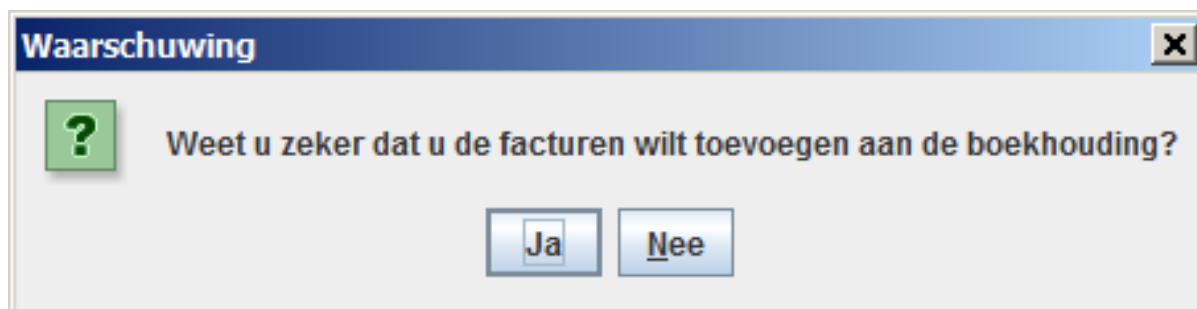 Waarschuwing
Weet u zeker dat u de facturen wilt toevoegen aan de boekhouding?
Ja
Nee